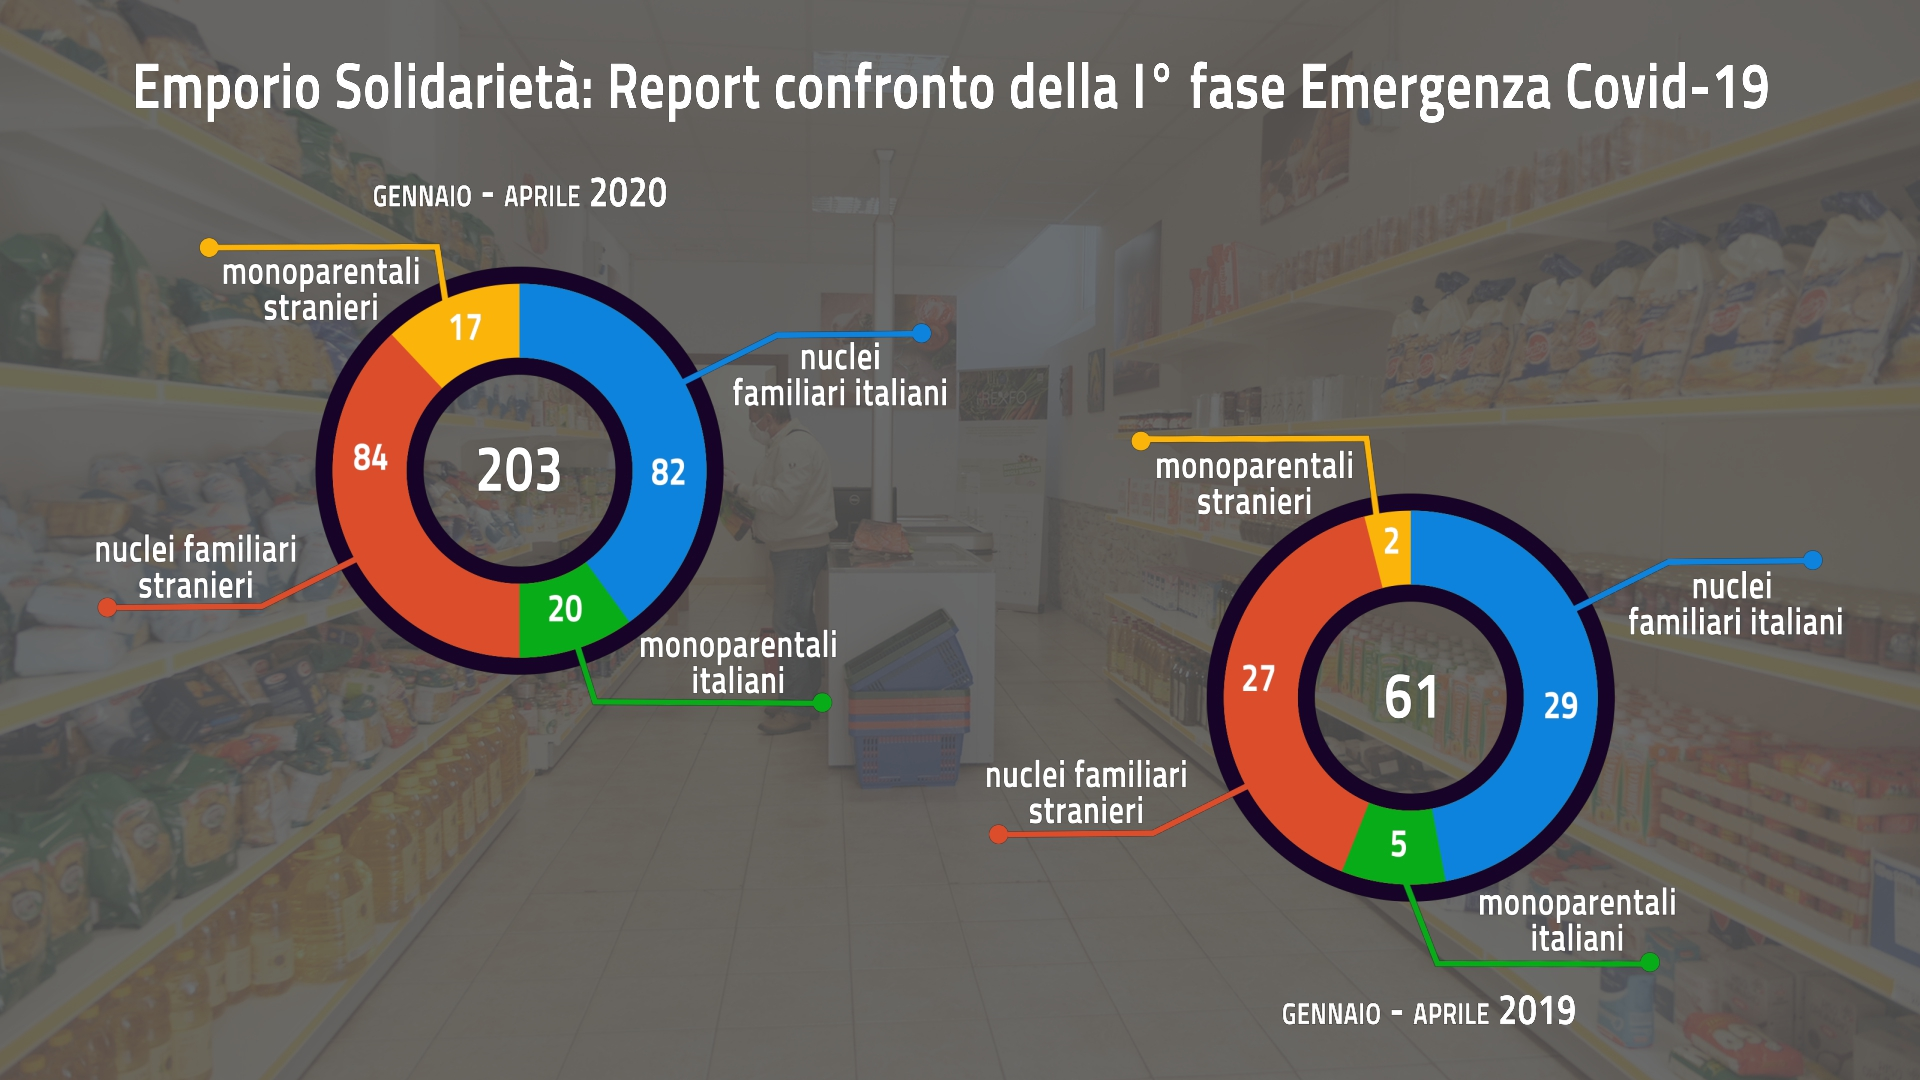 Emporio Solidarietà: Report confronto della I° fase Emergenza Covid-19
GENNAIO - APRILE 2020
monoparentali
stranieri
17
nuclei
familiari italiani
84
203
82
nuclei familiari
stranieri
20
monoparentali
italiani
monoparentali
stranieri
2
nuclei
familiari italiani
27
61
29
nuclei familiari
stranieri
5
monoparentali
italiani
GENNAIO - APRILE 2019